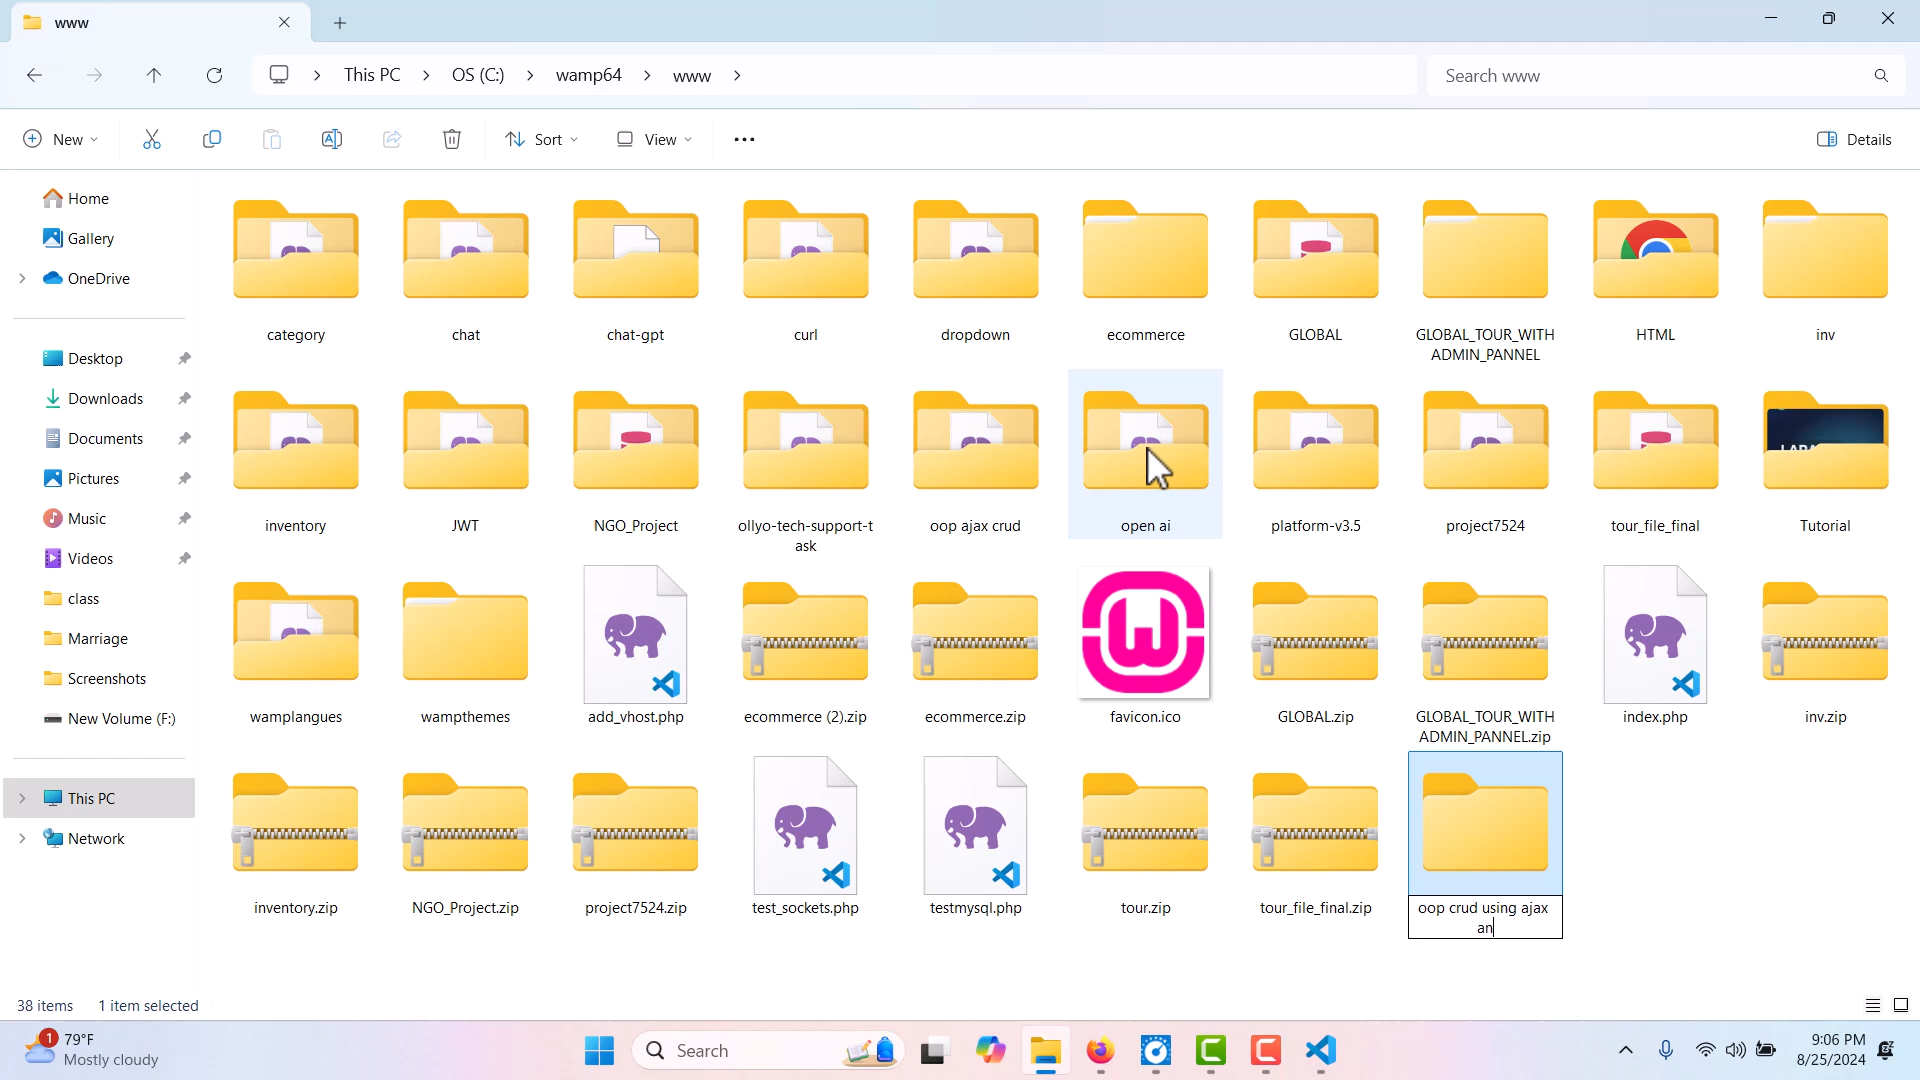 www
This PC
OS (C:)
wamp64
www
Search www
New
Sort
View
Details
Home
Gallery
OneDrive
Desktop
Downloads
Documents
Pictures
Music
Videos
class
Marriage
Screenshots
New Volume (F:)
This PC
Network
category
chat
chat-gpt
curl
dropdown
ecommerce
GLOBAL
GLOBAL_TOUR_WITH
ADMIN_PANNEL
HTML
inv
inventory
JWT
NGO_Project
ollyo-tech-support-t
ask
oop ajax crud
open ai
platform-v3.5
project7524
tour_file_final
Tutorial
wamplangues
wampthemes
add_vhost.php
ecommerce (2).zip
ecommerce.zip
favicon.ico
GLOBAL.zip
GLOBAL_TOUR_WITH
ADMIN_PANNEL.zip
index.php
inv.zip
inventory.zip
NGO_Project.zip
project7524.zip
test_sockets.php
testmysql.php
tour.zip
tour_file_final.zip
oop crud using ajax
an
38 items
1 item selected
1
79°F
Mostly cloudy
Search
9:06 PM
8/25/2024